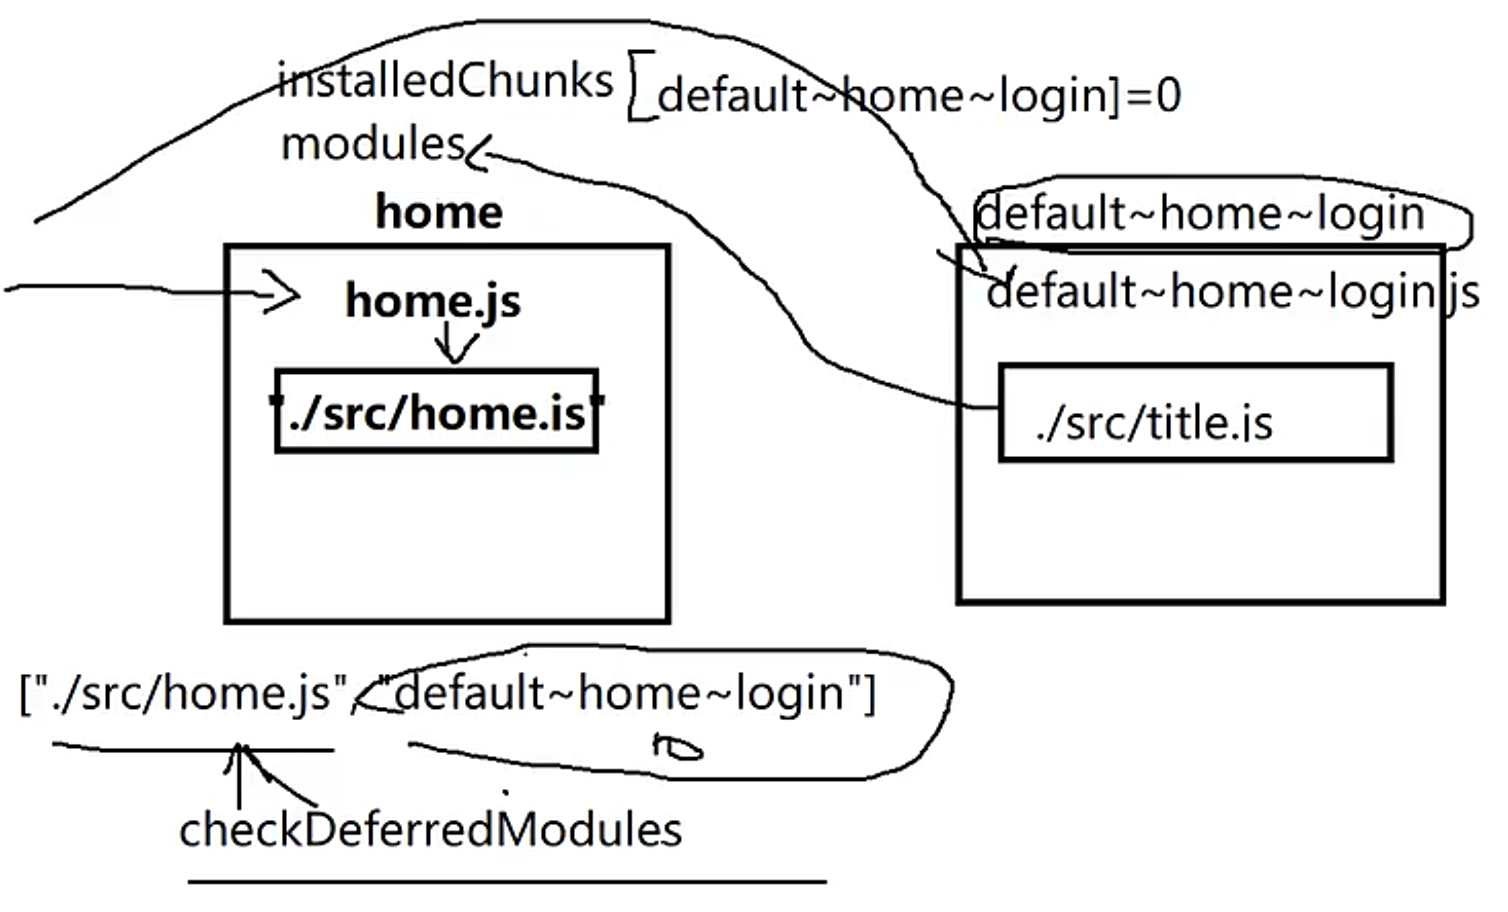 installedChunks [default~home~login]=0
modules
home
home.js
"./src/home.js"
default~home~login
default~home~login.js
./src/title.js
["./src/home.js","default~home~login"]
checkDeferredModules